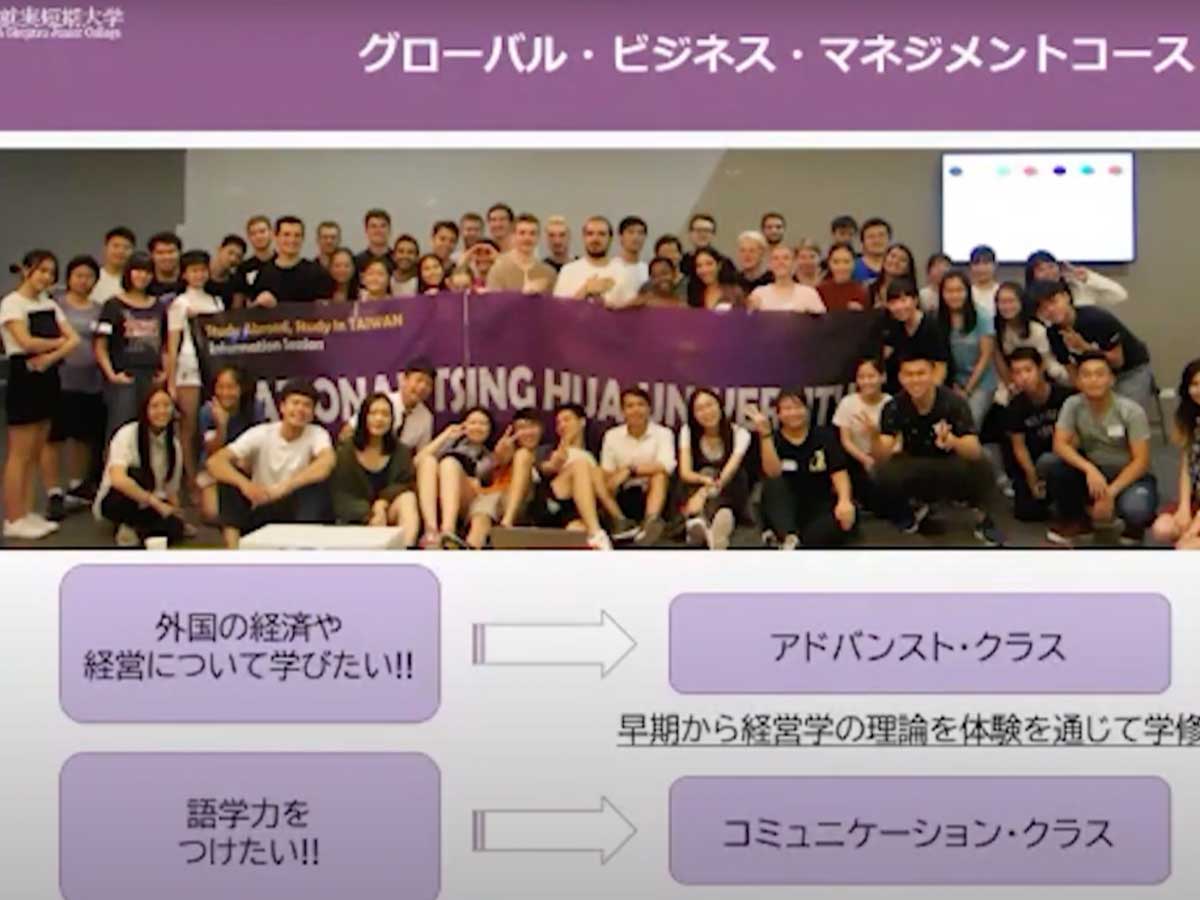 就実短期大学
Shujitsu Junior College
グローバル・ビジネス・マネジメントコース
Study Abroad, Study in TAIWAN
Information Session
ATIONAL TSING HUA UNIVERSITY
外国の経済や
経営について学びたい!!
アドバンスト・クラス
早期から経営学の理論を体験を通じて学修
語学力を
つけたい!!
コミュニケーション・クラス